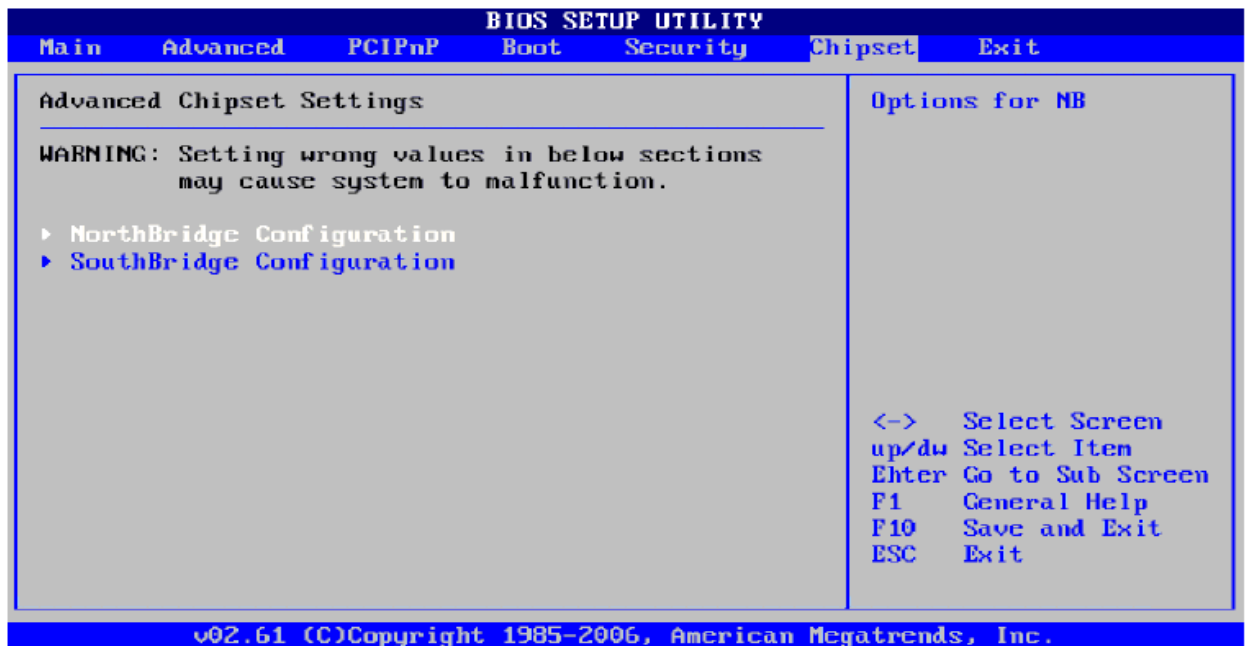 BIOS SETUP UTILITY
Main Advanced PCIPnP Boot Security Chipset Exit
Advanced Chipset Settings
WARNING: Setting wrong values in below sections
may cause system to malfunction.
NorthBridge Configuration
SouthBridge Configuration
Options for NB
<-> Select Screen
up/dw Select Item
Ehter Go to Sub Screen
F1 General Help
F10 Save and Exit
ESC Exit
v02.61 (C)Copyright 1985-2006, American Megatrends, Inc.